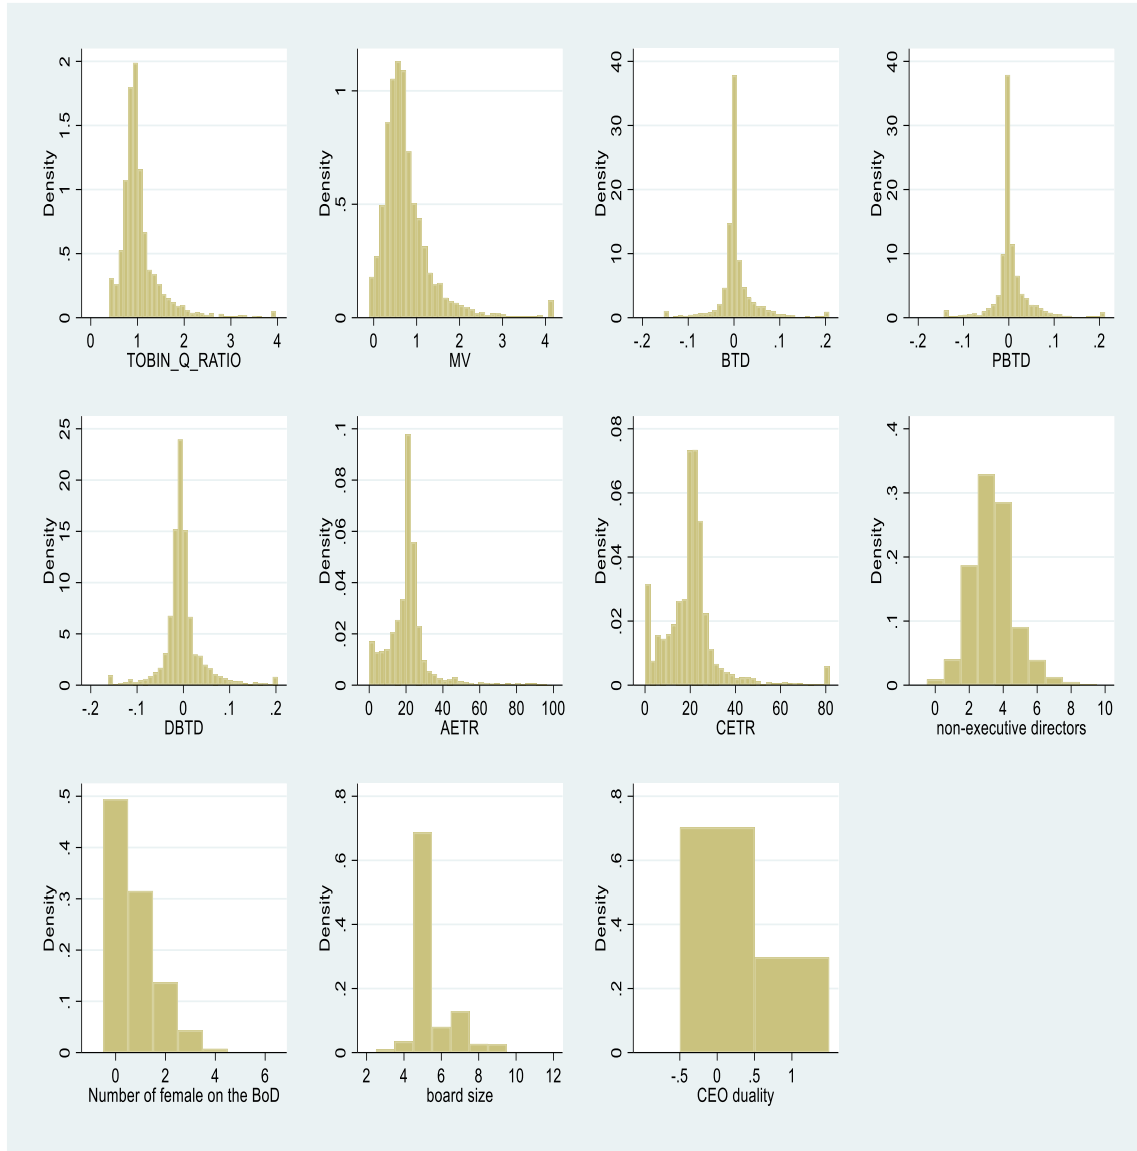 Density
0 .5 1 1.5 2
0 1 2 3 4
TOBIN_Q_RATIO
Density
0 .5 1
0 1 2 3 4
MV
Density
0 10 20 30 40
-.2 -.1 0 .1 .2
BTD
Density
0 10 20 30 40
-.2 -.1 0 .1 .2
PBTD
Density
0 5 10 15 20 25
-.2 -.1 0 .1 .2
DBTD
Density
0 .02 .04 .06 .08 .1
0 20 40 60 80 100
AETR
Density
0 .02 .04 .06 .08
0 20 40 60 80
CETR
Density
0 .1 .2 .3 .4
0 2 4 6 8 10
non-executive directors
Density
0 .1 .2 .3 .4 .5
0 2 4 6
Number of female on the BoD
Density
0 .2 .4 .6 .8
2 4 6 8 10 12
board size
Density
0 .2 .4 .6 .8
-.5 0 .5 1
CEO duality